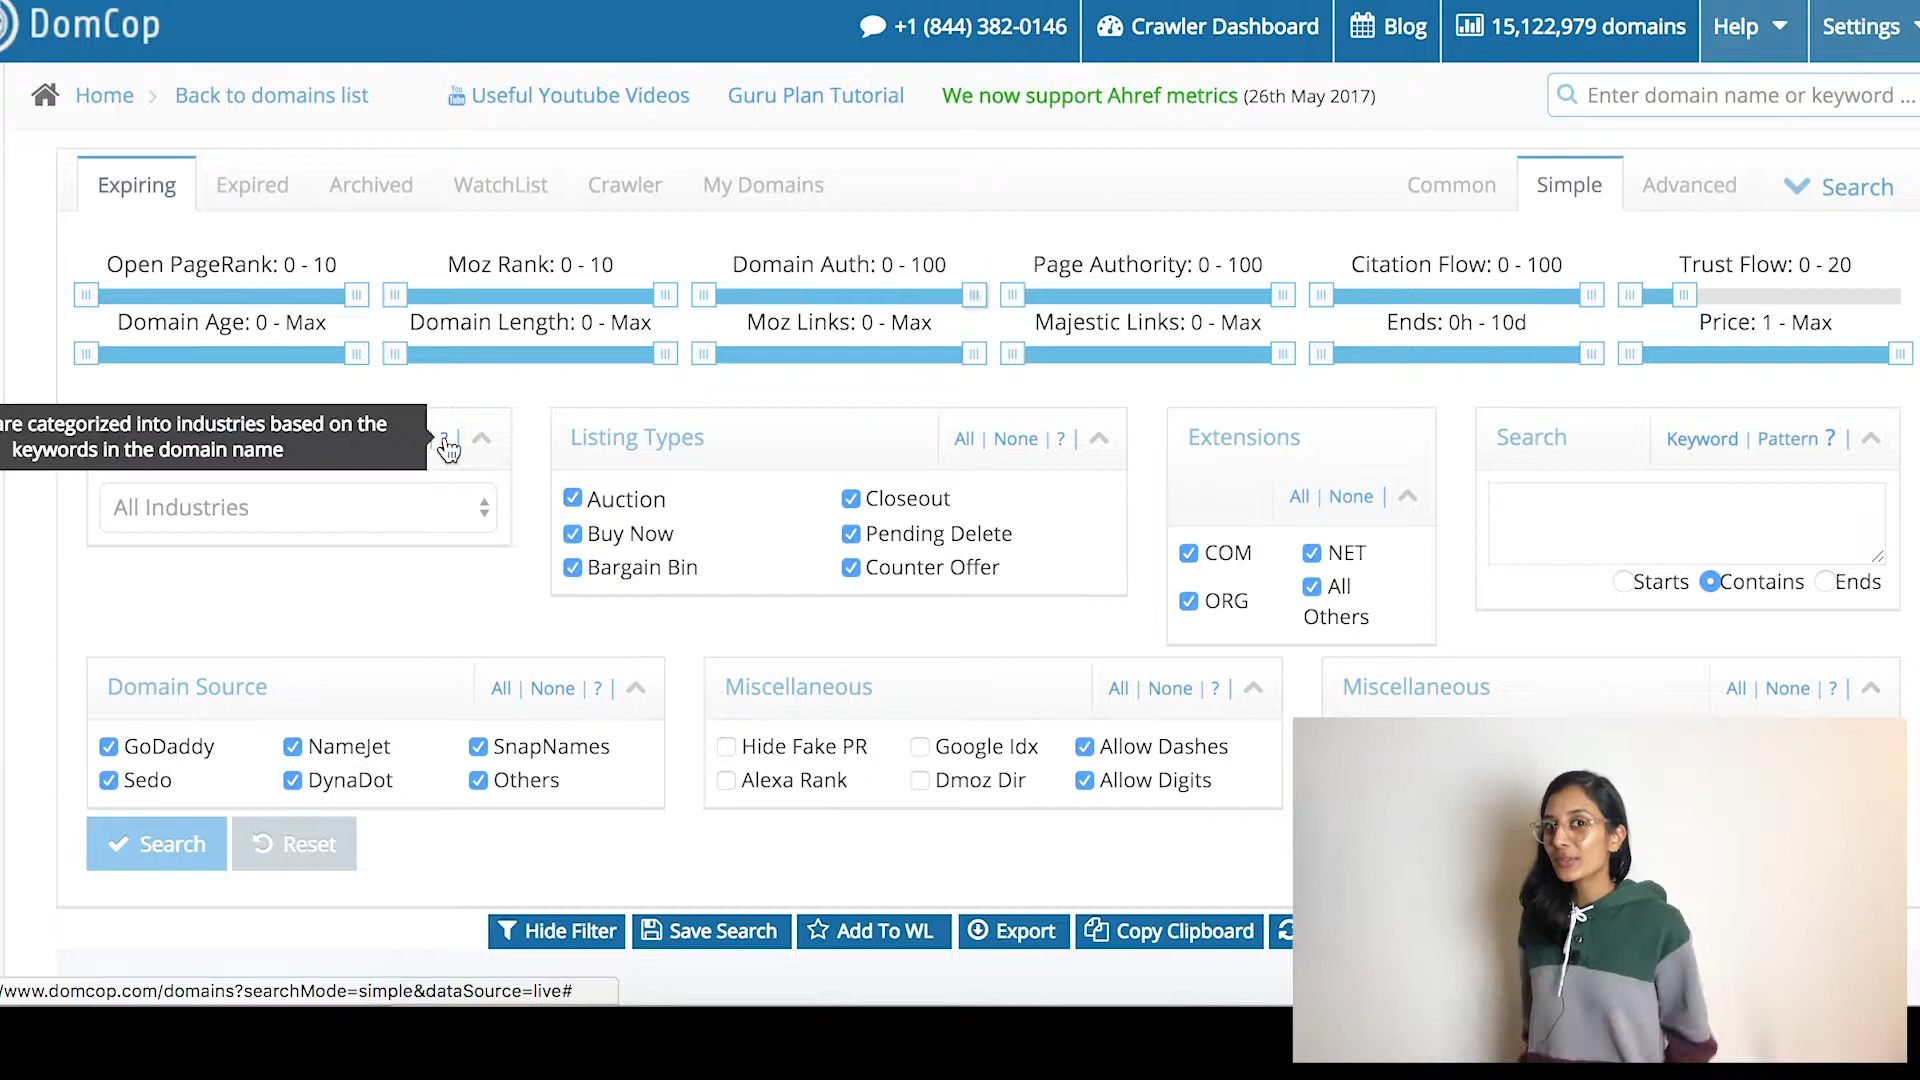 DomCop
+1 (844) 382-0146
Crawler Dashboard
Blog
15,122,979 domains
Help
Settings
Home
Back to domains list
Useful Youtube Videos
Guru Plan Tutorial
We now support Ahref metrics (26th May 2017)
Enter domain name or keyword ...
Expiring
Expired
Archived
WatchList
Crawler
My Domains
Common
Simple
Advanced
Search
Open PageRank: 0 - 10
Moz Rank: 0 - 10
Domain Auth: 0 - 100
Page Authority: 0 - 100
Citation Flow: 0 - 100
Trust Flow: 0 - 20
Domain Age: 0 - Max
Domain Length: 0 - Max
Moz Links: 0 - Max
Majestic Links: 0 - Max
Ends: 0h - 10d
Price: 1 - Max
are categorized into industries based on the
keywords in the domain name
? |
All Industries
Listing Types
All | None | ? |
Auction
Closeout
Buy Now
Pending Delete
Bargain Bin
Counter Offer
Extensions
All | None |
COM
NET
ORG
All
Others
Search
Keyword | Pattern ? |
Starts
Contains
Ends
Domain Source
All | None | ? |
GoDaddy
NameJet
SnapNames
Sedo
DynaDot
Others
Miscellaneous
All | None | ? |
Hide Fake PR
Google Idx
Allow Dashes
Alexa Rank
Dmoz Dir
Allow Digits
Miscellaneous
All | None | ? |
Search
Reset
Hide Filter
Save Search
Add To WL
Export
Copy Clipboard
/www.domcop.com/domains?searchMode=simple&dataSource=live#